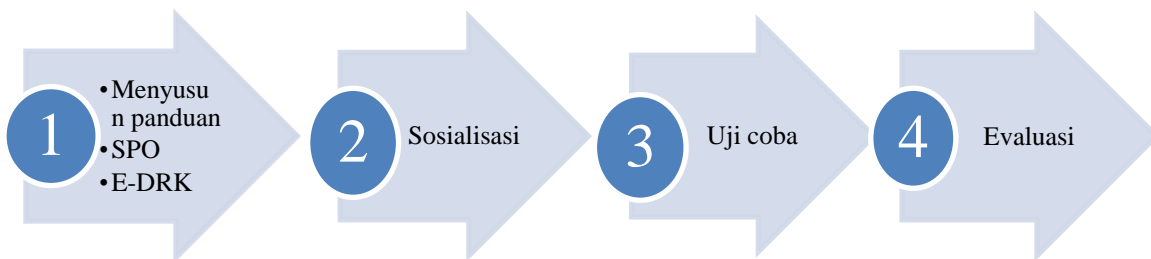 1
•Menyusu
n panduan
•SPO
•E-DRK
2
Sosialisasi
3
Uji coba
4
Evaluasi